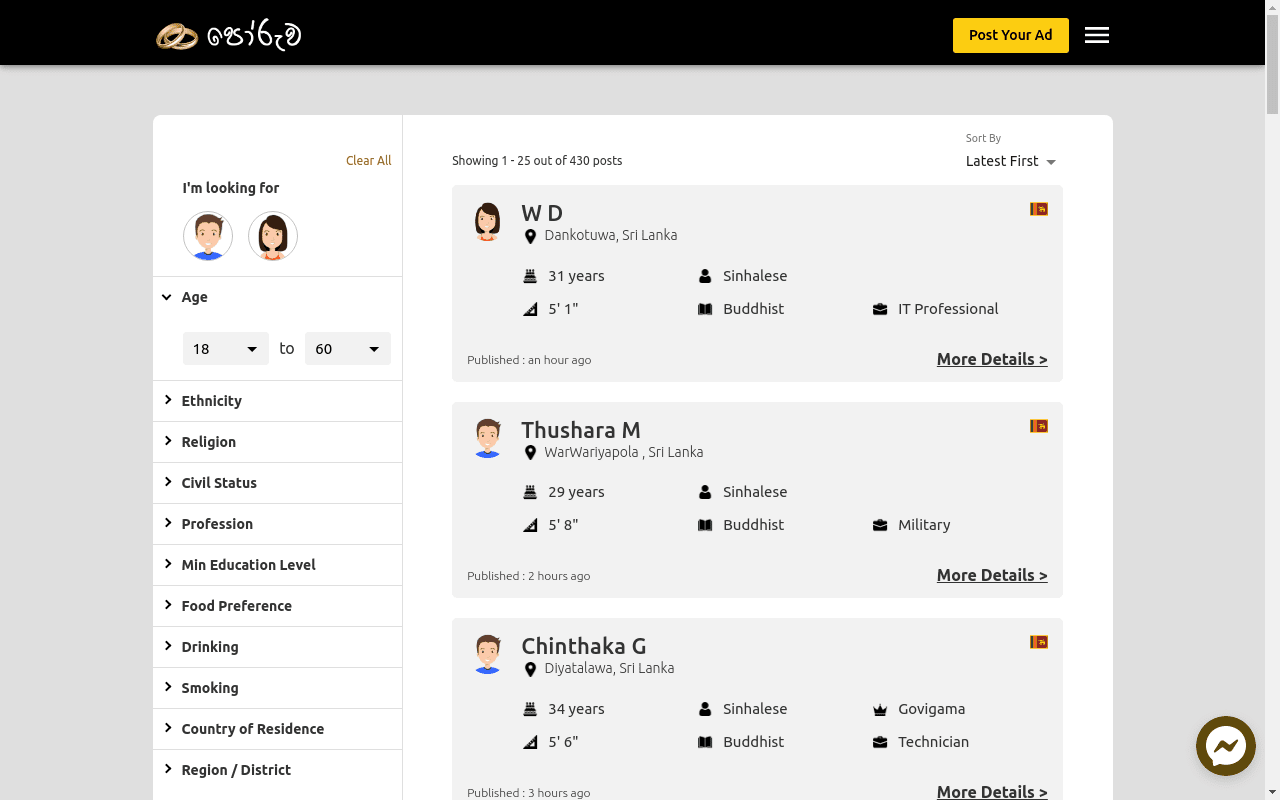 පෝරුව
Post Your Ad
Clear All
I'm looking for
Age
18 to 60
Ethnicity
Religion
Civil Status
Profession
Min Education Level
Food Preference
Drinking
Smoking
Country of Residence
Region / District
Showing 1 - 25 out of 430 posts
Sort By
Latest First
W D
Dankotuwa, Sri Lanka
31 years Sinhalese
5' 1" Buddhist IT Professional
Published : an hour ago More Details >
Thushara M
WarWariyapola , Sri Lanka
29 years Sinhalese
5' 8" Buddhist Military
Published : 2 hours ago More Details >
Chinthaka G
Diyatalawa, Sri Lanka
34 years Sinhalese Govigama
5' 6" Buddhist Technician
Published : 3 hours ago More Details >